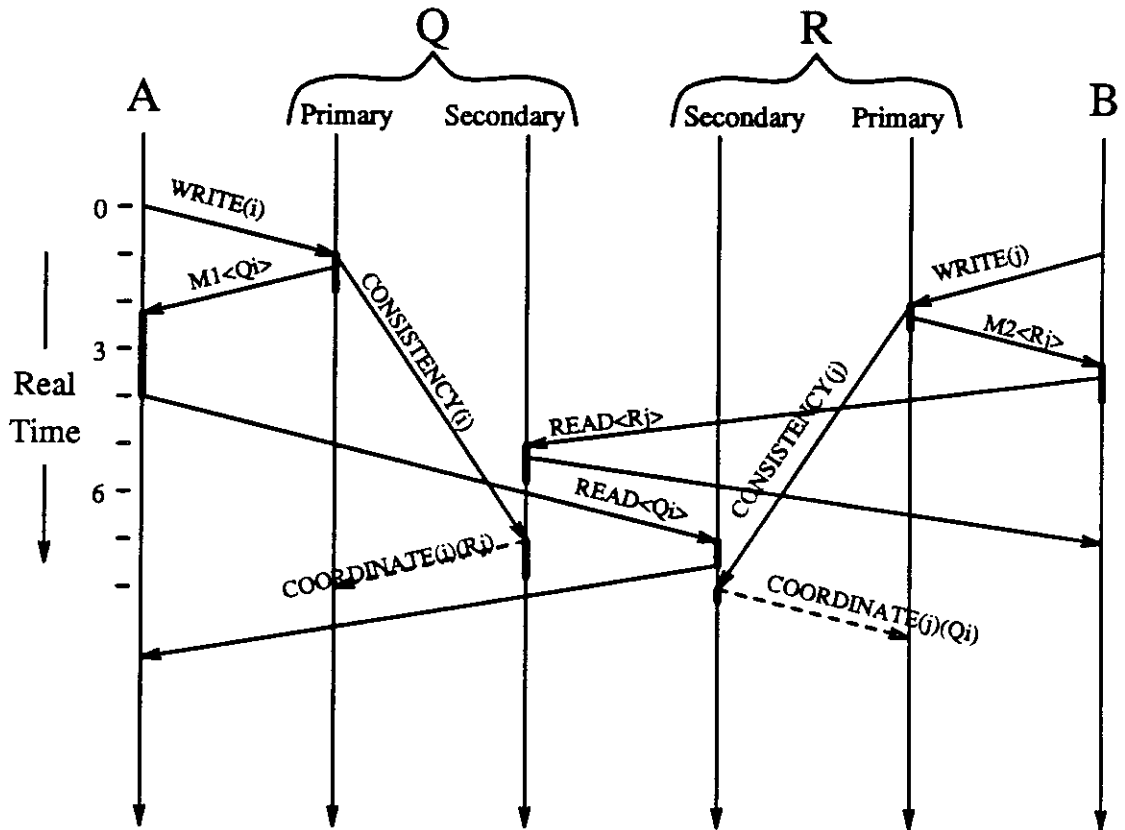 Q
R
A
B
Primary
Secondary
Secondary
Primary
0
WRITE(i)
M1<Qi>
CONSISTENCY(i)
WRITE(j)
M2<Rj>
CONSISTENCY(j)
3
Real
Time
READ<Rj>
6
READ<Qi>
COORDINATE(i)(Rj)
COORDINATE(j)(Qi)